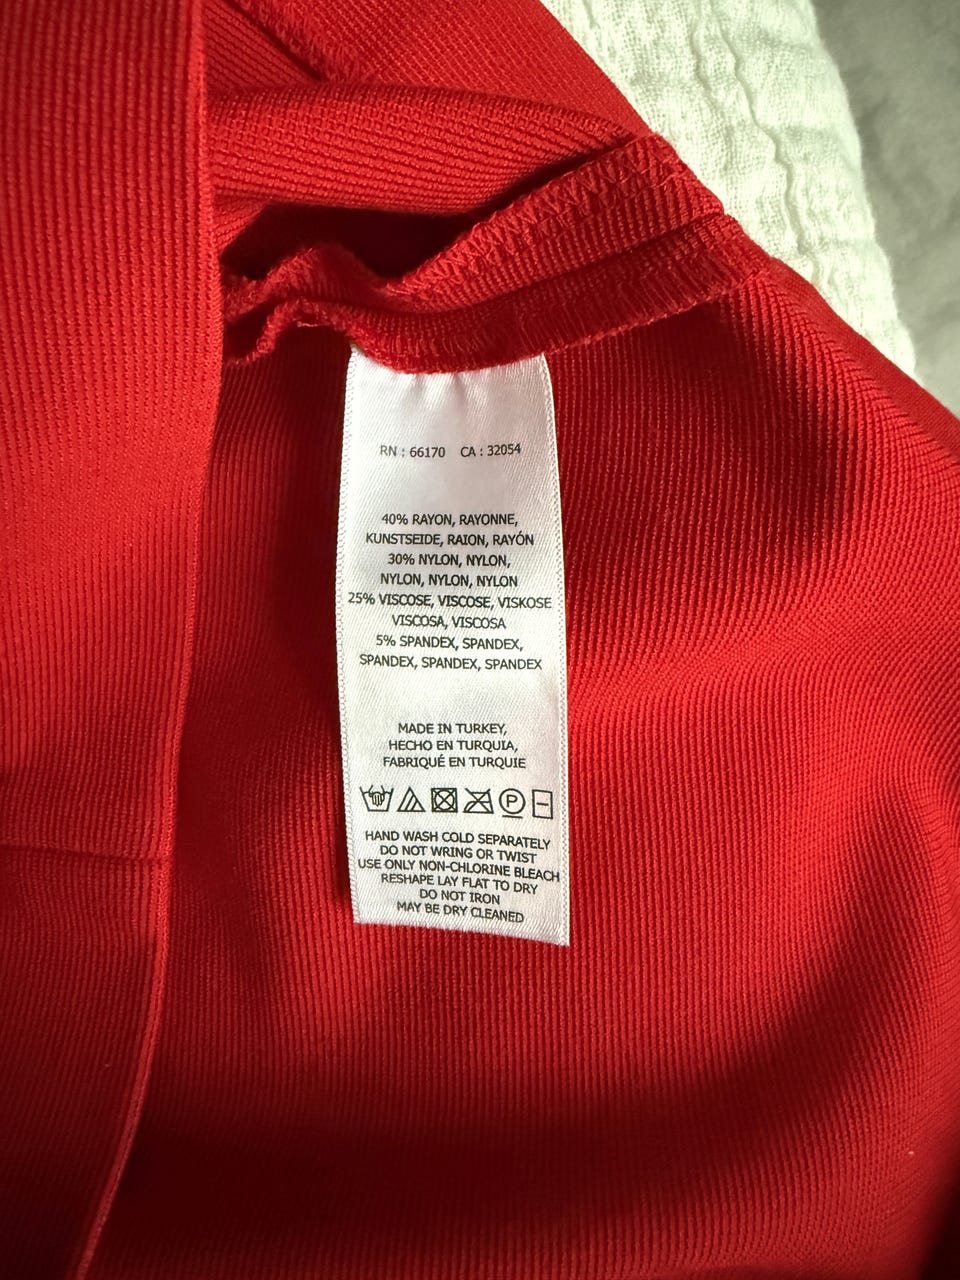 RN : 66170 CA : 32054
40% RAYON, RAYONNE,
KUNSTSEIDE, RAION, RAYÓN
30% NYLON, NYLON,
NYLON, NYLON, NYLON
25% VISCOSE, VISCOSE, VISKOSE
VISCOSA, VISCOSA
5% SPANDEX, SPANDEX,
SPANDEX, SPANDEX, SPANDEX
MADE IN TURKEY,
HECHO EN TURQUIA,
FABRIQUÉ EN TURQUIE
P
HAND WASH COLD SEPARATELY
DO NOT WRING OR TWIST
USE ONLY NON-CHLORINE BLEACH
RESHAPE LAY FLAT TO DRY
DO NOT IRON
MAY BE DRY CLEANED